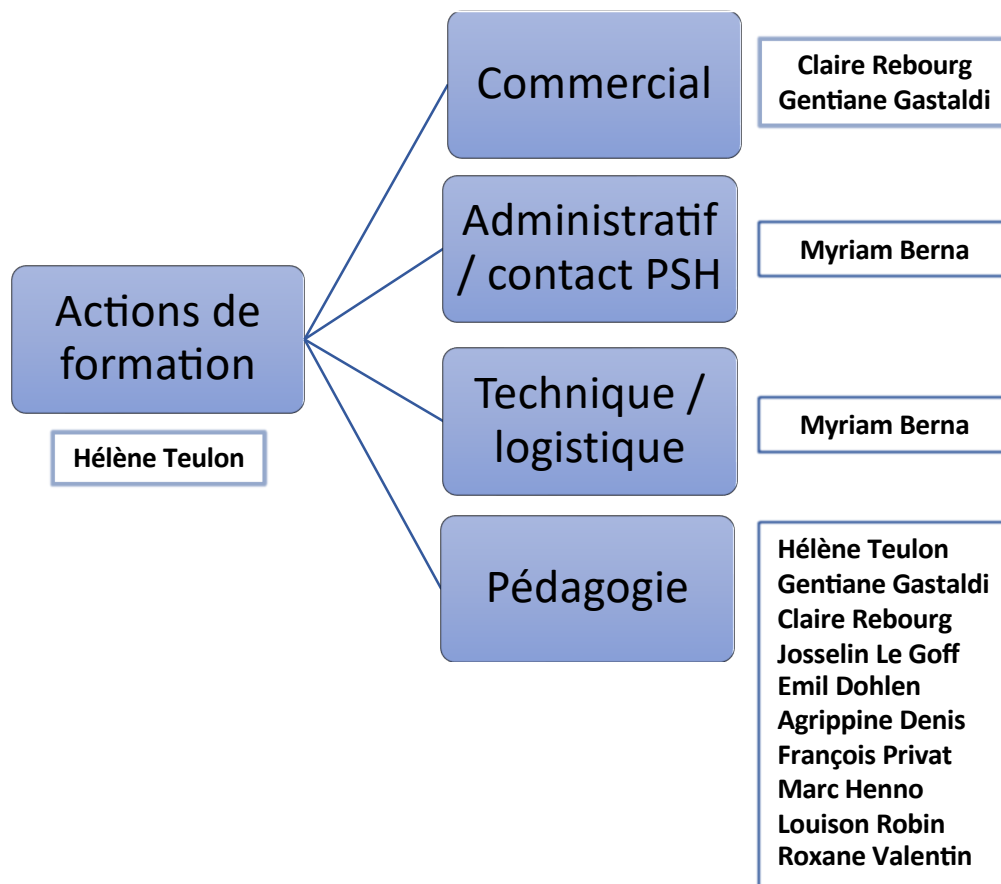 Actions de
formation
Hélène Teulon
Commercial
Claire Rebourg
Gentiane Gastaldi
Administratif
/ contact PSH
Myriam Berna
Technique /
logistique
Myriam Berna
Pédagogie
Hélène Teulon
Gentiane Gastaldi
Claire Rebourg
Josselin Le Goff
Emil Dohlen
Agrippine Denis
François Privat
Marc Henno
Louison Robin
Roxane Valentin